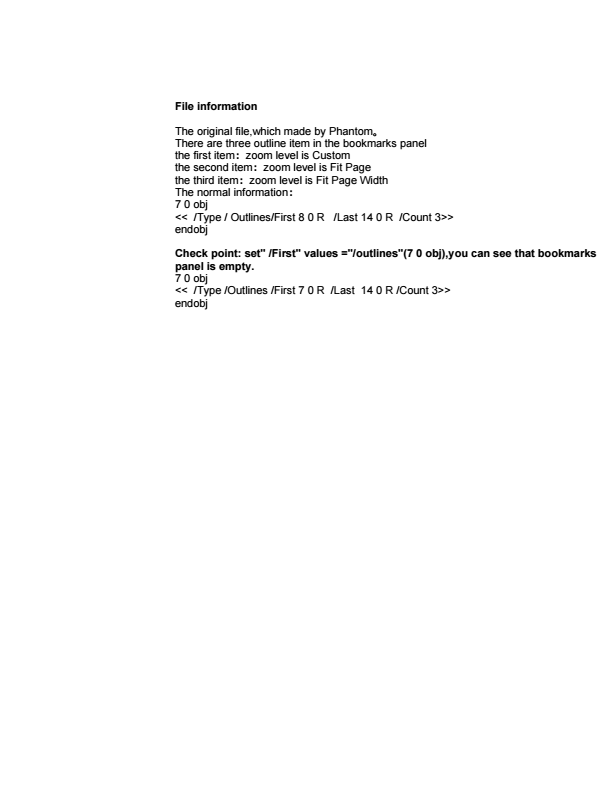 File information
The original file,which made by Phantom。
There are three outline item in the bookmarks panel
the first item：zoom level is Custom
the second item：zoom level is Fit Page
the third item：zoom level is Fit Page Width
The normal information：
7 0 obj
<< /Type / Outlines/First 8 0 R /Last 14 0 R /Count 3>>
endobj
Check point: set" /First" values ="/outlines"(7 0 obj),you can see that bookmarks
panel is empty.
7 0 obj
<< /Type /Outlines /First 7 0 R /Last 14 0 R /Count 3>>
endobj